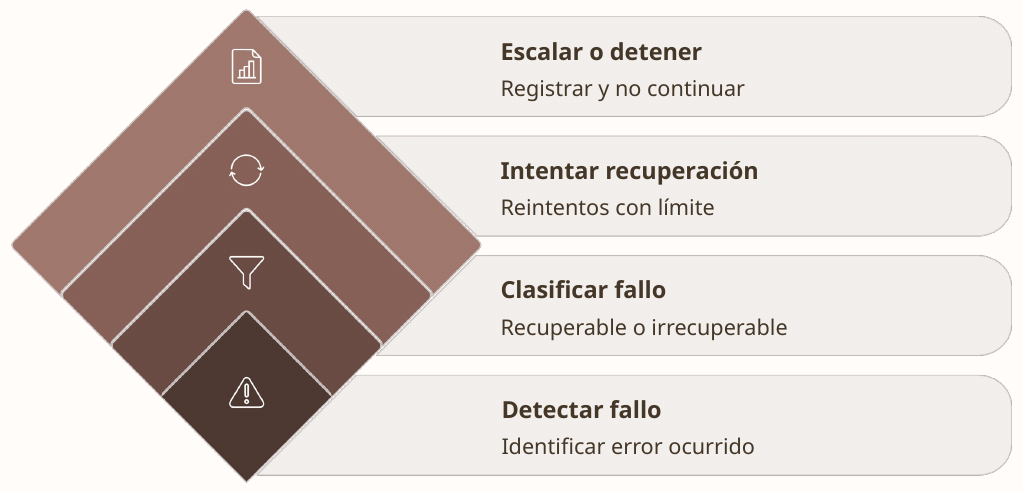 Escalar o detener
Registrar y no continuar
Intentar recuperación
Reintentos con límite
Clasificar fallo
Recuperable o irrecuperable
Detectar fallo
Identificar error ocurrido